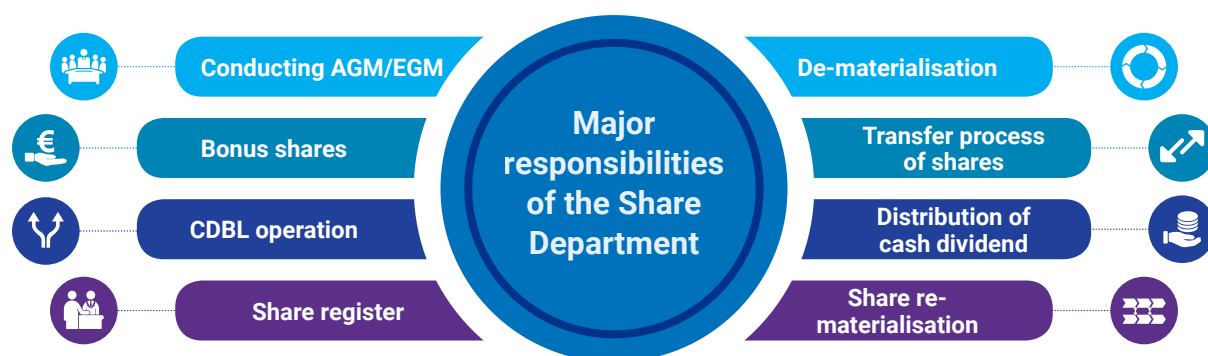 Major
responsibilities
of the Share
Department
Conducting AGM/EGM
Bonus shares
CDBL operation
Share register
De-materialisation
Transfer process
of shares
Distribution of
cash dividend
Share re-
materialisation